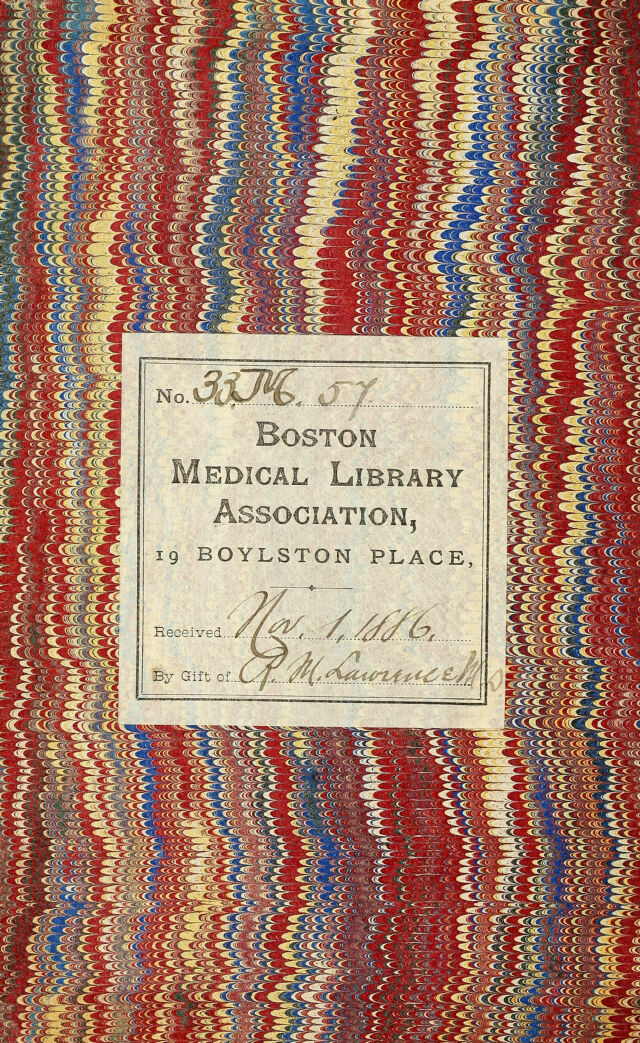 No. 33.M. 57
BOSTON
MEDICAL LIBRARY
ASSOCIATION,
19 BOYLSTON PLACE,
Received Nov. 1, 1886.
By Gift of R. M. Lawrence M.D